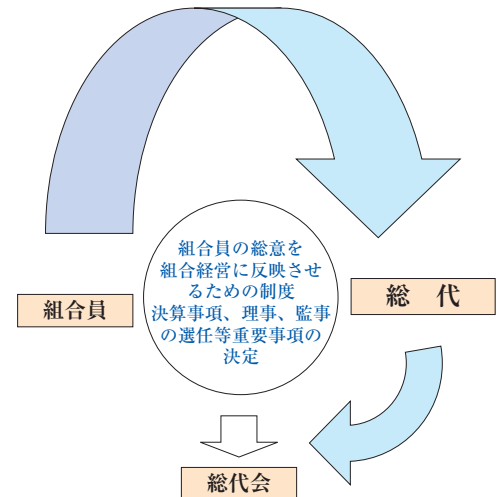 組合員の総意を
組合経営に反映させ
るための制度
決算事項、理事、監事
の選任等重要事項の
決定
組合員
総 代
総代会